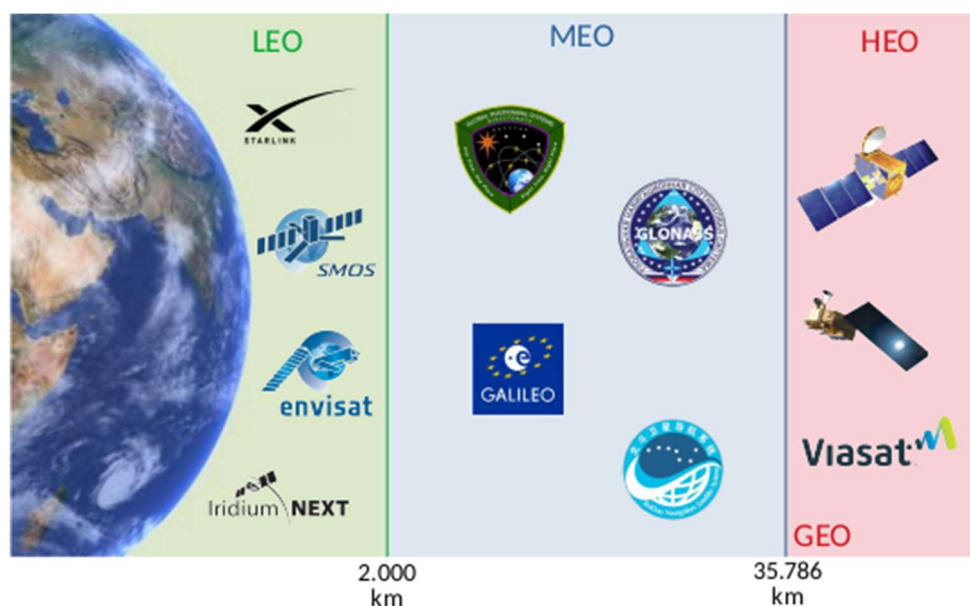 LEO
MEO
HEO
STARLINK
GLONASS
SMOS
GALILEO
envisat
Viasat
Iridium NEXT
GEO
2.000
km
35.786
km